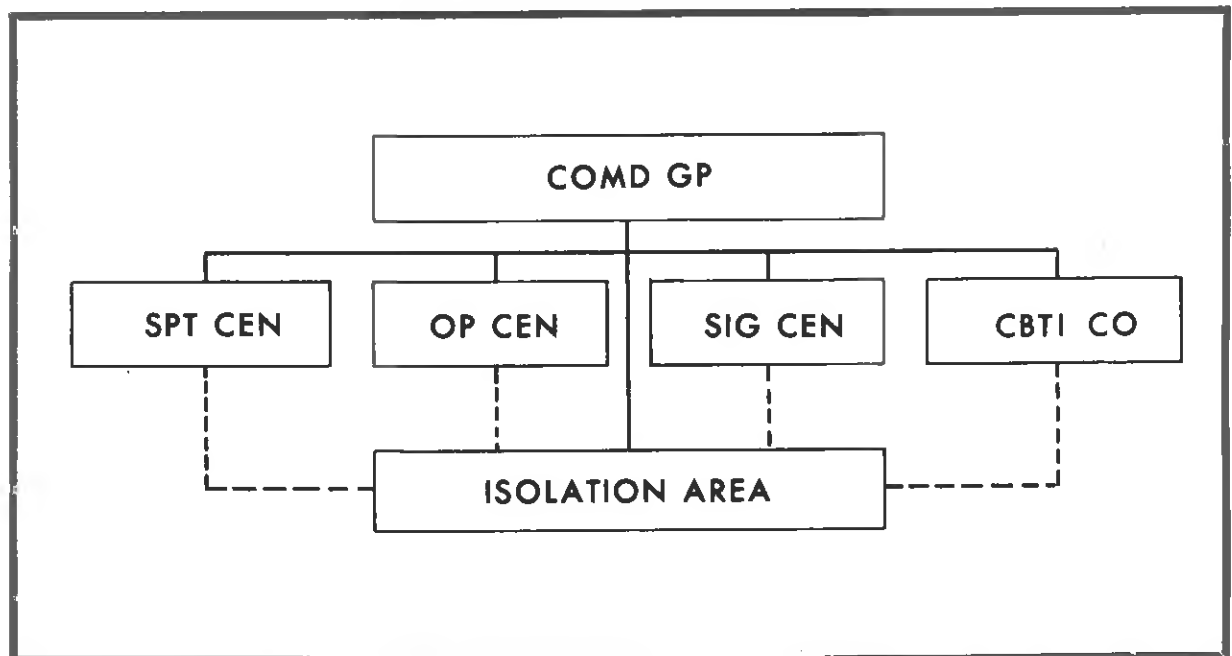 COMD GP
SPT CEN
OP CEN
SIG CEN
CBTI CO
ISOLATION AREA